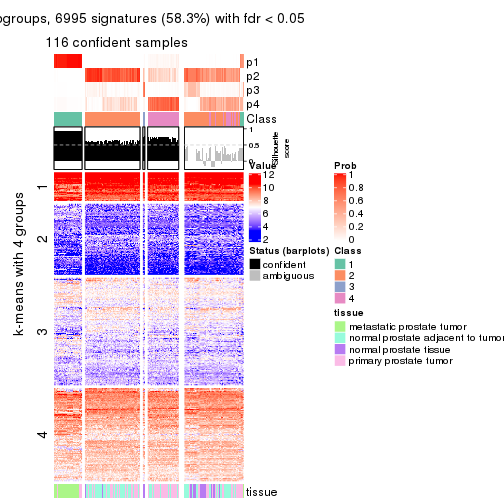 ogroups, 6995 signatures (58.3%) with fdr < 0.05
116 confident samples
p1
p2
p3
p4
Class
1
0.5
0
Silhouette
score
k-means with 4 groups
1
2
3
4
Value
12
10
8
6
4
2
Status (barplots)
confident
ambiguous
Prob
1
0.8
0.6
0.4
0.2
0
Class
1
2
3
4
tissue
metastatic prostate tumor
normal prostate adjacent to tumor
normal prostate tissue
primary prostate tumor
tissue